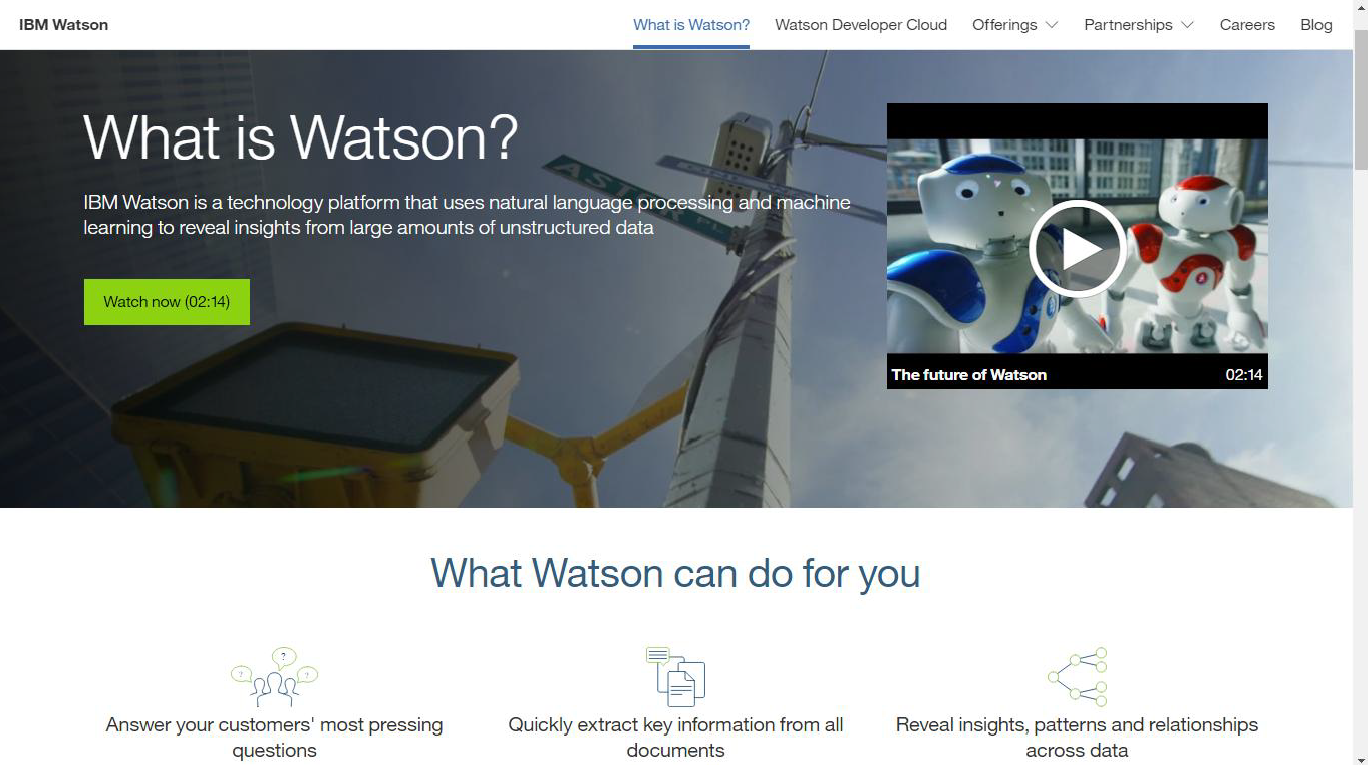 IBM Watson
What is Watson?
Watson Developer Cloud
Offerings
Partnerships
Careers
Blog
What is Watson?
IBM Watson is a technology platform that uses natural language processing and machine
learning to reveal insights from large amounts of unstructured data
Watch now (02:14)
ASTOR PL
The future of Watson
02:14
What Watson can do for you
?
?
?
Answer your customers' most pressing
questions
Quickly extract key information from all
documents
Reveal insights, patterns and relationships
across data